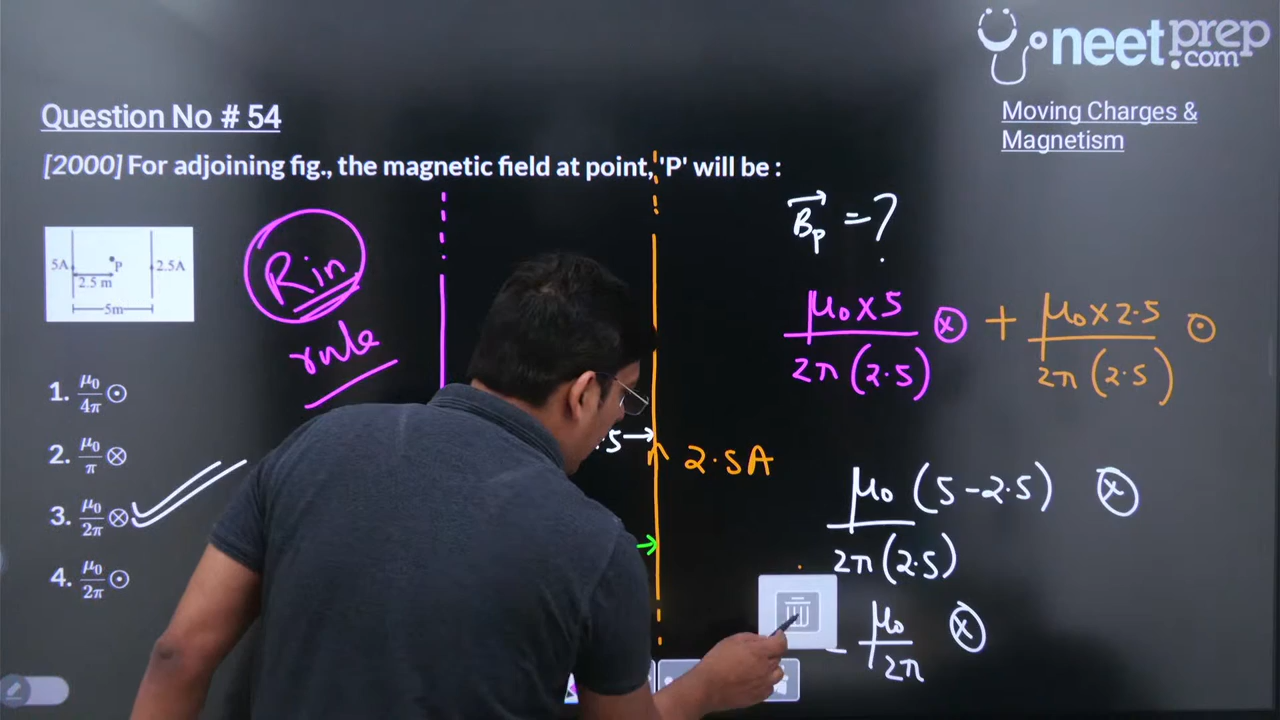 neetprep
.com
Moving Charges &
Magnetism
Question No # 54
[2000] For adjoining fig., the magnetic field at point, 'P' will be :
5A P 2.5A
2.5 m
5m
Rin
rule
1. μ₀/4π ⊙
2. μ₀/π ⊗
3. μ₀/2π ⊗
4. μ₀/2π ⊙
.5→
2.5A
B⃗p = ?
μ₀×5/2π(2.5) ⊗ + μ₀×2.5/2π(2.5) ⊙
μ₀(5-2.5)/2π(2.5) ⊗
μ₀/2π ⊗